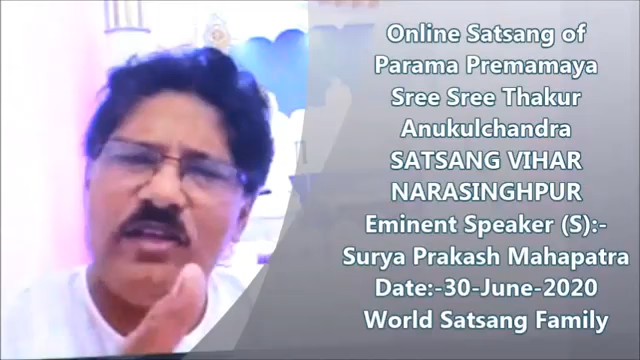 Online Satsang of
Parama Premamaya
Sree Sree Thakur
Anukulchandra
SATSANG VIHAR
NARASINGHPUR
Eminent Speaker (S):-
Surya Prakash Mahapatra
Date:-30-June-2020
World Satsang Family